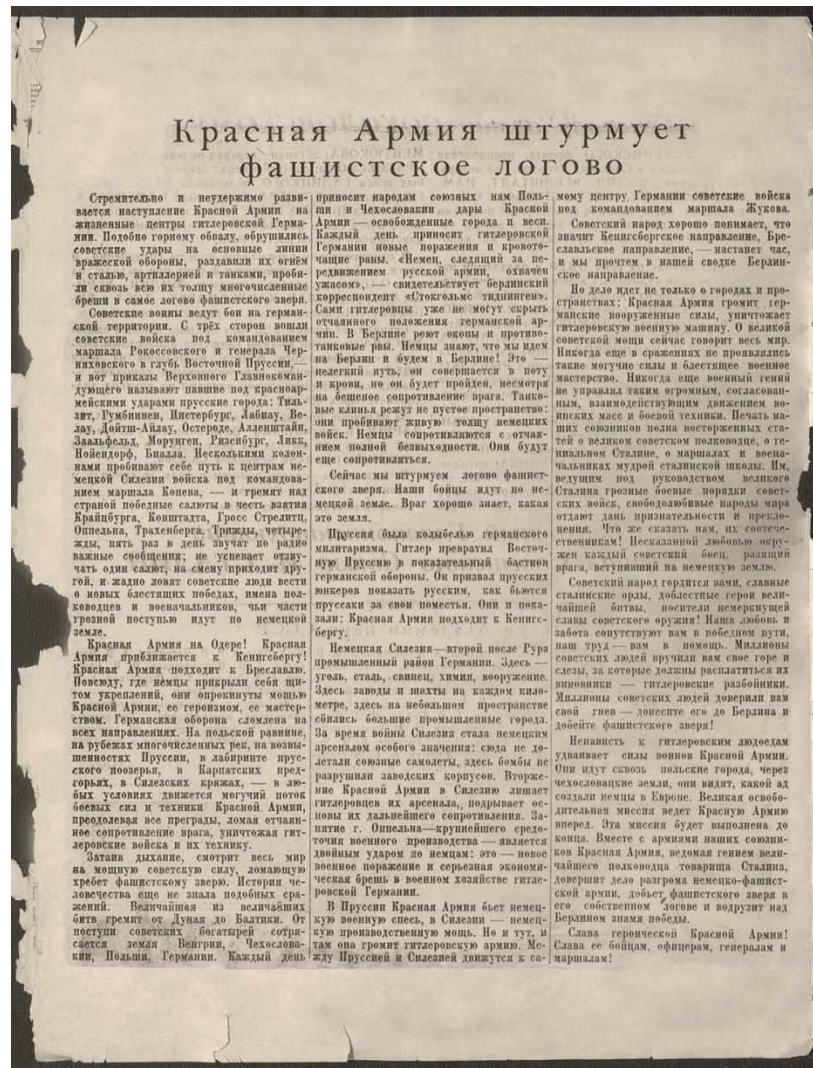 Красная Армия штурмует
фашистское логово
Стремительно и неудержимо разви-
вается наступление Красной Армии на
жизненные центры гитлеровской Герма-
нии. Подобно горному обвалу, обрушились
советские удары на основные линии
вражеской обороны, раздавили их огнём
и сталью, артиллерией и танками, проби-
ли сквозь всю их толщу многочисленные
бреши в самое логово фашистского зверя.
Советские воины ведут бои на герман-
ской территории. С трёх сторон вошли
советские войска под командованием
маршала Рокоссовского и генерала Чер-
няховского в глубь Восточной Пруссии,—
и вот приказы Верховного Главнокоман-
дующего называют павшие под красноар-
мейскими ударами прусские города: Тиль-
зит, Гумбиннен, Инстербург, Лабиау, Ве-
лау, Дойтш-Айлау, Остероде, Алленштайн,
Заальфельд, Морунген, Ризенбург, Ликк,
Нойендорф, Биалла. Несколькими колон-
нами пробивают себе путь к центрам не-
мецкой Силезии войска под командова-
нием маршала Конева, — и гремят над
страной победные салюты в честь взятия
Крайцбурга, Конштадта, Гросс Стрелитц,
Оппельна, Трахенберга. Трижды, четыре-
жды, пять раз в день звучат по радио
важные сообщения; не успевает отзву-
чать один салют, на смену приходит дру-
гой, и жадно ловят советские люди вести
о новых блестящих победах, имена пол-
ководцев и военачальников, чьи части
грозной поступью идут по немецкой
земле.
Красная Армия на Одере! Красная
Армия приближается к Кенигсбергу!
Красная Армия подходит к Бреславлю.
Повсюду, где немцы прикрыли себя щи-
том укреплений, они опрокинуты мощью
Красной Армии, ее героизмом, ее мастер-
ством. Германская оборона сломлена на
всех направлениях. На польской равнине,
на рубежах многочисленных рек, на возвы-
шенностях Пруссии, в лабиринте прус-
ского поозерья, в Карпатских пред-
горьях, в Силезских кряжах, — в лю-
бых условиях движется могучий поток
боевых сил и техники Красной Армии,
преодолевая все преграды, ломая отчаян-
ное сопротивление врага, уничтожая гит-
леровские войска и их технику.
Затаив дыхание, смотрит весь мир
на мощную советскую силу, ломающую
хребет фашистскому зверю. История че-
ловечества еще не знала подобных сра-
жений. Величайшая из величайших
битв гремит от Дуная до Балтики. От
поступи советских богатырей сотря-
сается земля Венгрии, Чехослова-
кии, Польши, Германии. Каждый день
приносит народам союзных нам Поль-
ши и Чехословакии дары Красной
Армии — освобожденные города и веси.
Каждый день приносит гитлеровской
Германии новые поражения и кровото-
чащие раны. «Немец, следящий за пе-
редвижением русской армии, охвачен
ужасом», — свидетельствует берлинский
корреспондент «Стокгольмс тиднинген».
Сами гитлеровцы уже не могут скрыть
отчаянного положения германской ар-
мии. В Берлине роют окопы и противо-
танковые рвы. Немцы знают, что мы идем
на Берлин и будем в Берлине! Это —
нелегкий путь, он совершается в поту
и крови, но он будет пройден, несмотря
на бешеное сопротивление врага. Танко-
вые клинья режут не пустое пространство:
они пробивают живую толщу немецких
войск. Немцы сопротивляются с отчая-
нием полной безвыходности. Они будут
еще сопротивляться.
Сейчас мы штурмуем логово фашист-
ского зверя. Наши бойцы идут по не-
мецкой земле. Враг хорошо знает, какая
это земля.
Пруссия была колыбелью германского
милитаризма. Гитлер превратил Восточ-
ную Пруссию в показательный бастион
германской обороны. Он призвал прусских
юнкеров показать русским, как бьются
пруссаки за свои поместья. Они и пока-
зали: Красная Армия подходит к Кенигс-
бергу.
Немецкая Силезия—второй после Рура
промышленный район Германии. Здесь —
уголь, сталь, свинец, химия, вооружение.
Здесь заводы и шахты на каждом кило-
метре, здесь на небольшом пространстве
сбились большие промышленные города.
За время войны Силезия стала немецким
арсеналом особого значения: сюда не до-
летали союзные самолеты, здесь бомбы не
разрушили заводских корпусов. Вторже-
ние Красной Армии в Силезию лишает
гитлеровцев их арсенала, подрывает ос-
новы их дальнейшего сопротивления. За-
нятие г. Оппельна—крупнейшего средо-
точия военного производства — является
двойным ударом по немцам: это — новое
военное поражение и серьезная экономи-
ческая брешь в военном хозяйстве гитле-
ровской Германии.
В Пруссии Красная Армия бьет немец-
кую военную спесь, в Силезии — немец-
кую производственную мощь. Но и тут, и
там она громит гитлеровскую армию. Ме-
жду Пруссией и Силезией движутся к са-
мому центру Германии советские войска
под командованием маршала Жукова.
Советский народ хорошо понимает, что
значит Кенигсбергское направление, Бре-
славльское направление, — настанет час,
и мы прочтем в нашей сводке Берлин-
ское направление.
Но дело идет не только о городах и про-
странствах: Красная Армия громит гер-
манские вооруженные силы, уничтожает
гитлеровскую военную машину. О великой
советской мощи сейчас говорит весь мир.
Никогда еще в сражениях не проявлялись
такие могучие силы и блестящее военное
мастерство. Никогда еще военный гений
не управлял таким огромным, согласован-
ным, взаимодействующим движением во-
инских масс и боевой техники. Печать на-
ших союзников полна восторженных ста-
тей о великом советском полководце, о ге-
ниальном Сталине, о маршалах и воена-
чальниках мудрой сталинской школы. Им,
ведущим под руководством великого
Сталина грозные боевые порядки совет-
ских войск, свободолюбивые народы мира
отдают дань признательности и прекло-
нения. Что же сказать нам, их соотече-
ственникам! Несказанной любовью окру-
жен каждый советский боец, разящий
врага, вступивший на немецкую землю.
Советский народ гордится вами, славные
сталинские орлы, доблестные герои вели-
чайшей битвы, носители немеркнущей
славы советского оружия! Наша любовь и
забота сопутствуют вам в победном пути,
наш труд — вам в помощь. Миллионы
советских людей вручили вам свое горе и
слезы, за которые должны расплатиться их
виновники — гитлеровские разбойники.
Миллионы советских людей доверили вам
свой гнев — донесите его до Берлина и
добейте фашистского зверя!
Ненависть к гитлеровским людоедам
удваивает силы воинов Красной Армии.
Они идут сквозь польские города, через
чехословацкие земли, они видят, какой ад
создали немцы в Европе. Великая освобо-
дительная миссия ведет Красную Армию
вперед. Эта миссия будет выполнена до
конца. Вместе с армиями наших союзни-
ков Красная Армия, ведомая гением вели-
чайшего полководца товарища Сталина,
довершит дело разгрома немецко-фашист-
ской армии, добьет фашистского зверя в
его собственном логове и водрузит над
Берлином знамя победы.
Слава героической Красной Армии!
Слава ее бойцам, офицерам, генералам и
маршалам!